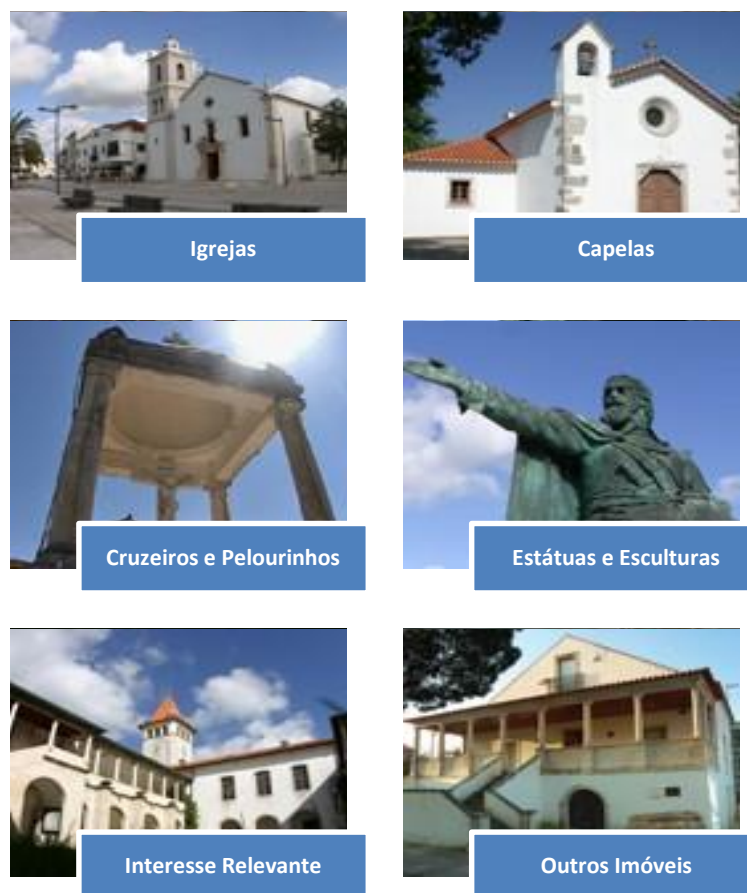 Igrejas
Capelas
Cruzeiros e Pelourinhos
Estátuas e Esculturas
Interesse Relevante
Outros Imóveis